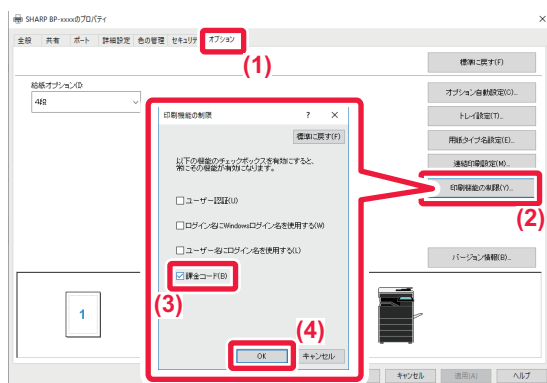 SHARP BP-xxxxのプロパティ
全般 共有 ポート 詳細設定 色の管理 セキュリティ オプション
(1)
標準に戻す(F)
給紙オプション(I):
4段
オプション自動設定(C)...
トレイ設定(T)...
用紙タイプ名設定(E)...
連結印刷設定(M)...
印刷機能の制限(Y)...
(2)
バージョン情報(B)...
印刷機能の制限 ? ×
標準に戻す(F)
以下の機能のチェックボックスを有効にすると、
常にその機能が有効になります。
ユーザー認証(U)
ログイン名にWindowsログイン名を使用する(W)
ユーザー名にログイン名を使用する(L)
課金コード(B)
(3)
(4)
OK キャンセル
1
キャンセル 適用(A) ヘルプ